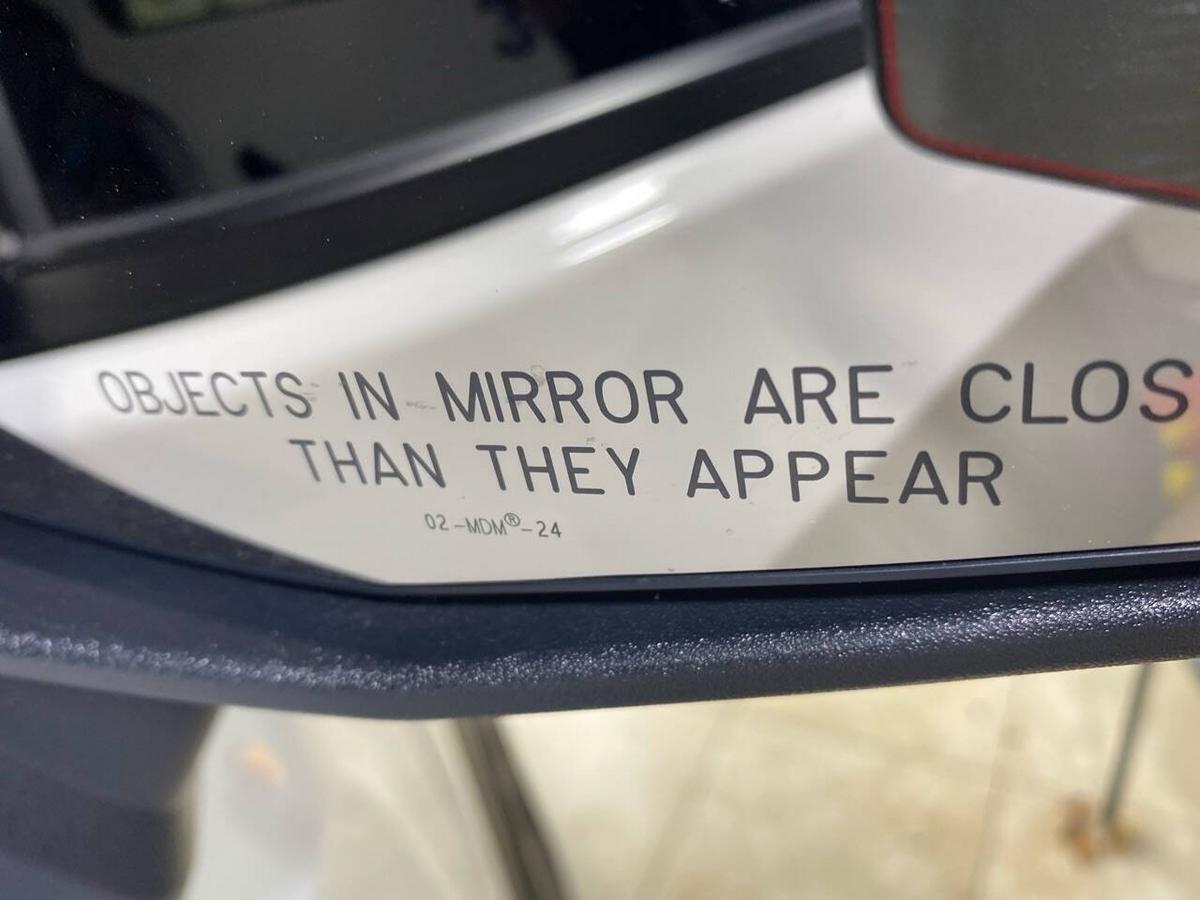 OBJECTS IN MIRROR ARE CLOS
THAN THEY APPEAR
02-MDM®-24